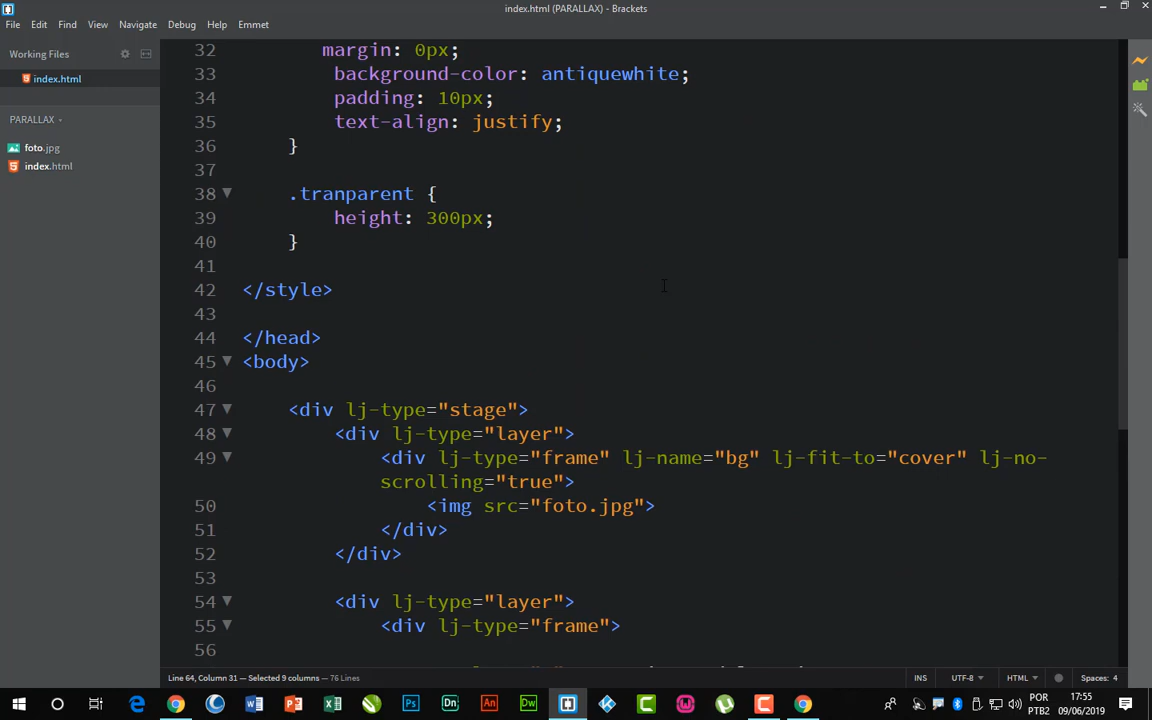 index.html (PARALLAX) - Brackets
File Edit Find View Navigate Debug Help Emmet
Working Files
index.html
PARALLAX
foto.jpg
index.html
32 margin: 0px;
33 background-color: antiquewhite;
34 padding: 10px;
35 text-align: justify;
36 }
37
38 .tranparent {
39 height: 300px;
40 }
41
42 </style>
43
44 </head>
45 <body>
46
47 <div lj-type="stage">
48 <div lj-type="layer">
49 <div lj-type="frame" lj-name="bg" lj-fit-to="cover" lj-no-
scrolling="true">
50 <img src="foto.jpg">
51 </div>
52 </div>
53
54 <div lj-type="layer">
55 <div lj-type="frame">
56
Line 64, Column 31 — Selected 9 columns — 76 Lines
INS UTF-8 HTML Spaces: 4
Ps Dn An Dw
POR
PTB2
17:55
09/06/2019